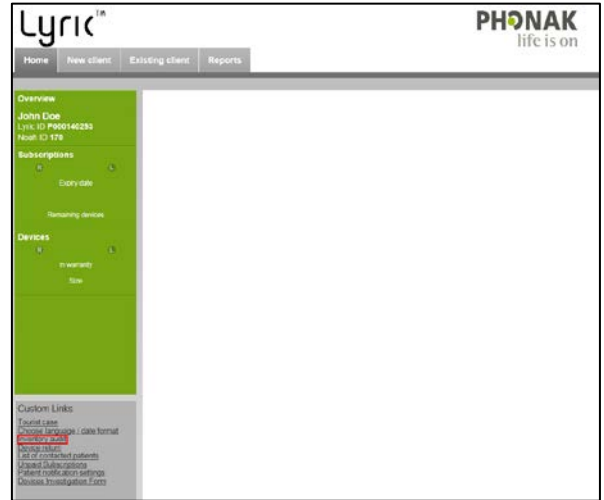 Lyric™
PHONAK
life is on
Home New client Existing client Reports
Overview
John Doe
Lyric ID P000140293
Noah ID 179
Subscriptions
Expiry date
Remaining devices
Devices
In warranty
Size
Custom Links
Tourist case
Choose language / date format
Inventory audit
Device return
List of contacted patients
Unpaid Subscriptions
Patient notification settings
Devices Investigation Form